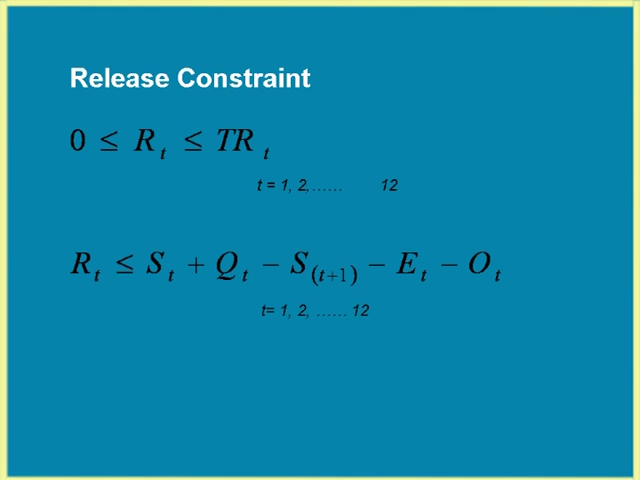 Release Constraint
0 ≤ R_t ≤ TR_t
t = 1, 2,…… 12
R_t ≤ S_t + Q_t − S_(t+1) − E_t − O_t
t= 1, 2, …… 12